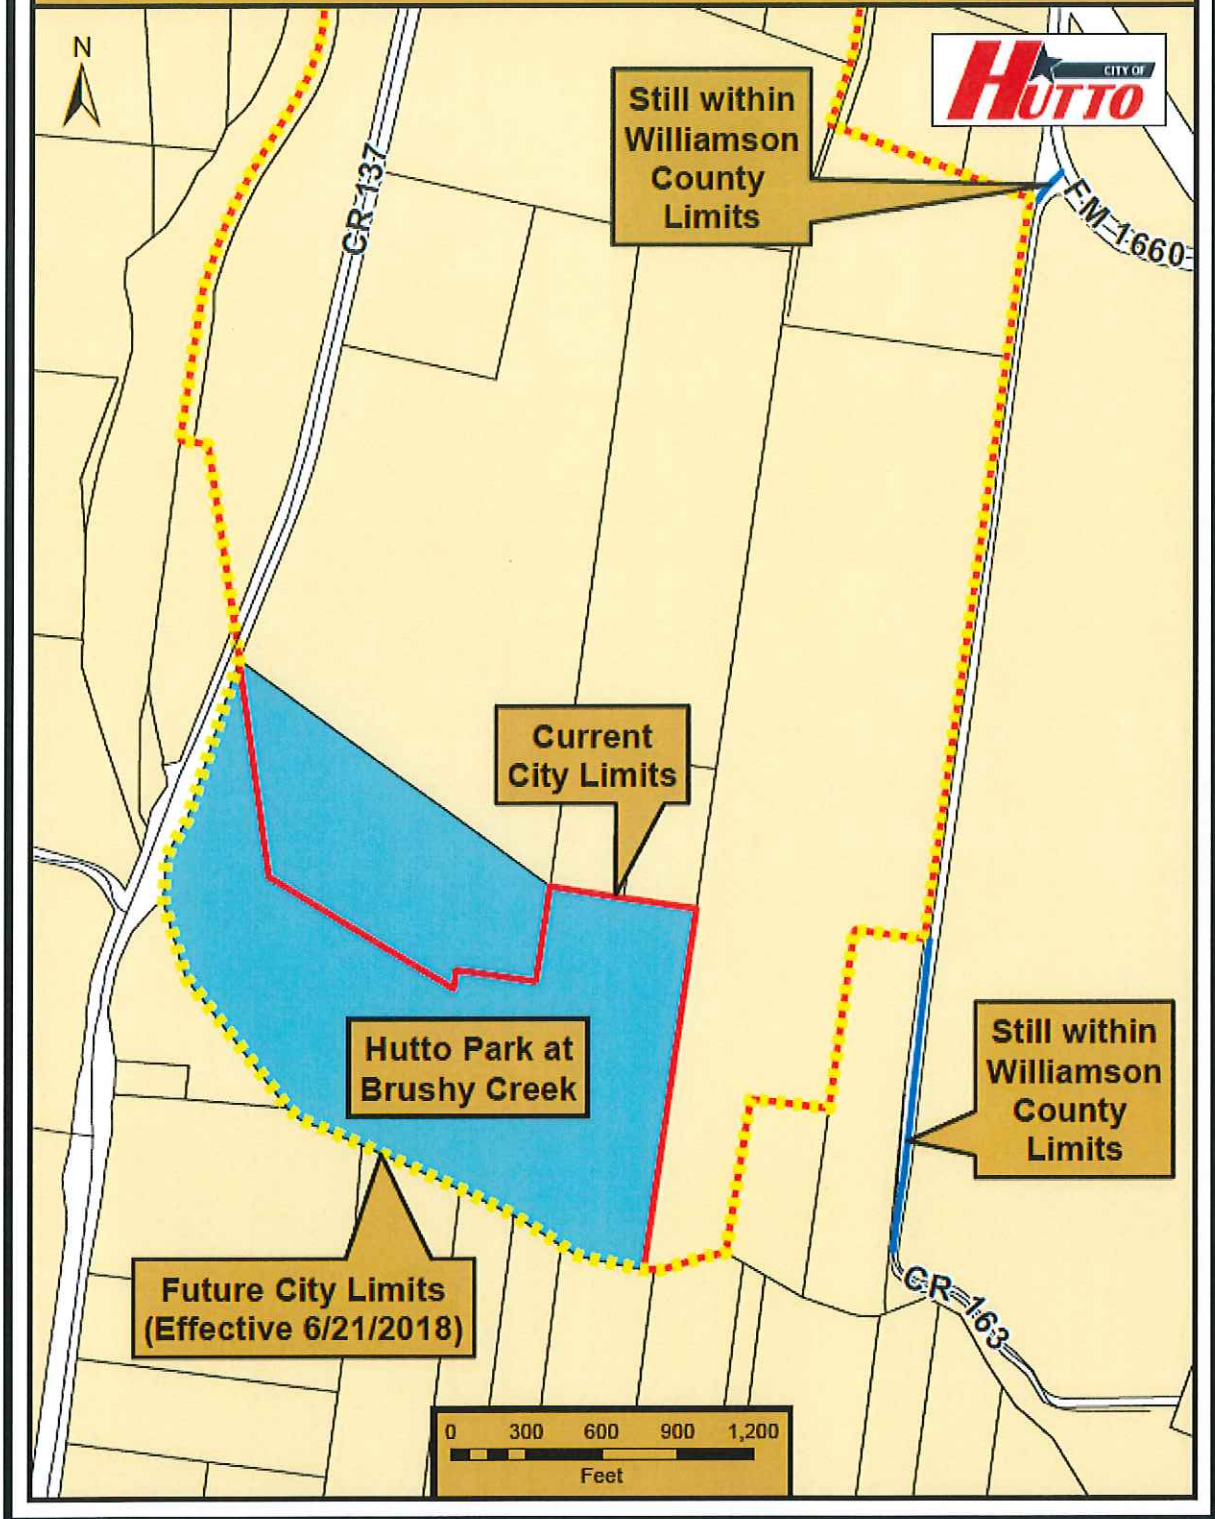 N
CITY OF
HUTTO
Still within
Williamson
County
Limits
CR 137
FM 1660
Current
City Limits
Hutto Park at
Brushy Creek
Still within
Williamson
County
Limits
Future City Limits
(Effective 6/21/2018)
CR 163
0 300 600 900 1,200
Feet